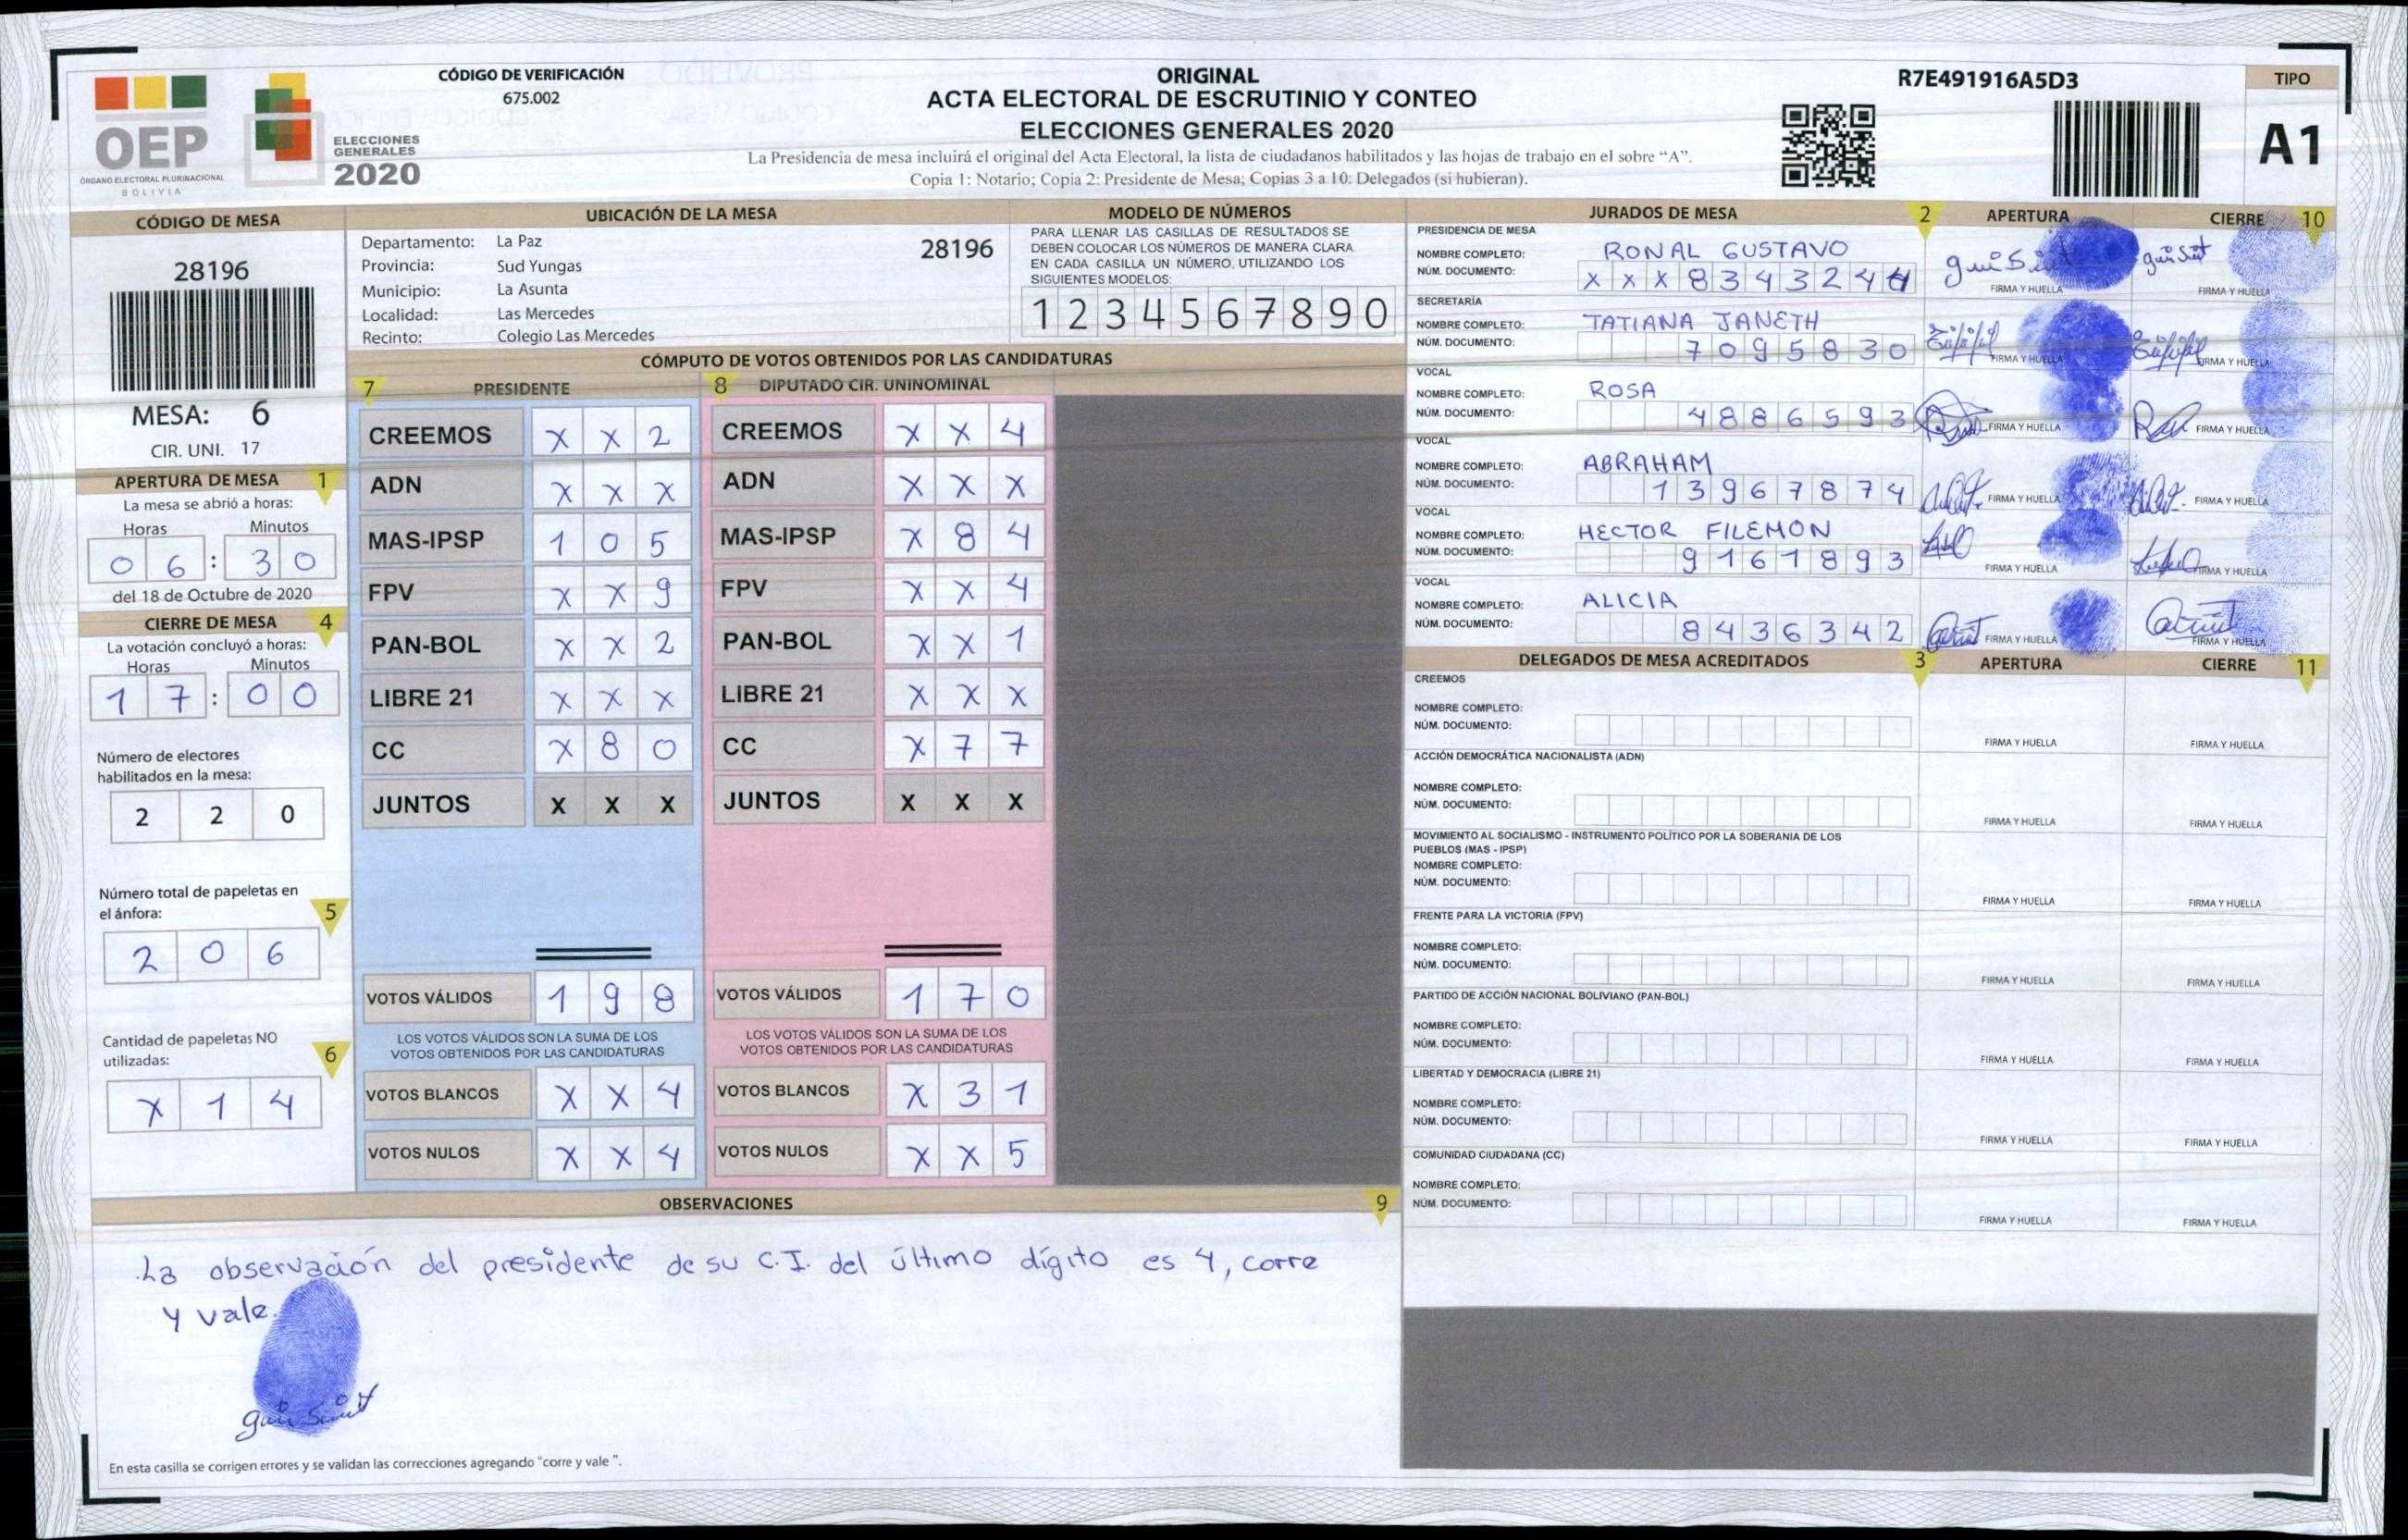 OEP
ÓRGANO ELECTORAL PLURINACIONAL
BOLIVIA
ELECCIONES
GENERALES
2020
CÓDIGO DE VERIFICACIÓN
675.002
ORIGINAL
ACTA ELECTORAL DE ESCRUTINIO Y CONTEO
ELECCIONES GENERALES 2020
La Presidencia de mesa incluirá el original del Acta Electoral, la lista de ciudadanos habilitados y las hojas de trabajo en el sobre “A”.
Copia 1: Notario; Copia 2: Presidente de Mesa; Copias 3 a 10: Delegados (si hubieran).
R7E491916A5D3
TIPO
A1
CÓDIGO DE MESA
28196
MESA: 6
CIR. UNI. 17
APERTURA DE MESA 1
La mesa se abrió a horas:
Horas Minutos
0 6 : 3 0
del 18 de Octubre de 2020
CIERRE DE MESA 4
La votación concluyó a horas:
Horas Minutos
1 7 : 0 0
Número de electores
habilitados en la mesa:
2 2 0
Número total de papeletas en
el ánfora: 5
2 0 6
Cantidad de papeletas NO
utilizadas: 6
X 1 4
UBICACIÓN DE LA MESA
Departamento: La Paz
28196
Provincia: Sud Yungas
Municipio: La Asunta
Localidad: Las Mercedes
Recinto: Colegio Las Mercedes
MODELO DE NÚMEROS
PARA LLENAR LAS CASILLAS DE RESULTADOS SE
DEBEN COLOCAR LOS NÚMEROS DE MANERA CLARA.
EN CADA CASILLA UN NÚMERO, UTILIZANDO LOS
SIGUIENTES MODELOS:
1 2 3 4 5 6 7 8 9 0
CÓMPUTO DE VOTOS OBTENIDOS POR LAS CANDIDATURAS
7 PRESIDENTE
CREEMOS X X 2
ADN X X X
MAS-IPSP 1 0 5
FPV X X 9
PAN-BOL X X 2
LIBRE 21 X X X
CC X 8 0
JUNTOS X X X
VOTOS VÁLIDOS 1 9 8
LOS VOTOS VÁLIDOS SON LA SUMA DE LOS
VOTOS OBTENIDOS POR LAS CANDIDATURAS
VOTOS BLANCOS X X 4
VOTOS NULOS X X 4
8 DIPUTADO CIR. UNINOMINAL
CREEMOS X X 4
ADN X X X
MAS-IPSP X 8 4
FPV X X 4
PAN-BOL X X 1
LIBRE 21 X X X
CC X 7 7
JUNTOS X X X
VOTOS VÁLIDOS 1 7 0
LOS VOTOS VÁLIDOS SON LA SUMA DE LOS
VOTOS OBTENIDOS POR LAS CANDIDATURAS
VOTOS BLANCOS X 3 1
VOTOS NULOS X X 5
OBSERVACIONES 9
La observación del presidente de su C.I. del último dígito es 4, corre
y vale.
En esta casilla se corrigen errores y se validan las correcciones agregando “corre y vale ”.
JURADOS DE MESA 2 APERTURA CIERRE 10
PRESIDENCIA DE MESA
NOMBRE COMPLETO: RONAL GUSTAVO
NÚM. DOCUMENTO: X X X 8 3 4 3 2 4 4
FIRMA Y HUELLA FIRMA Y HUELLA
SECRETARÍA
NOMBRE COMPLETO: TATIANA JANETH
NÚM. DOCUMENTO: 7 0 9 5 8 3 0
FIRMA Y HUELLA FIRMA Y HUELLA
VOCAL
NOMBRE COMPLETO: ROSA
NÚM. DOCUMENTO: 4 8 8 6 5 9 3
FIRMA Y HUELLA FIRMA Y HUELLA
VOCAL
NOMBRE COMPLETO: ABRAHAM
NÚM. DOCUMENTO: 1 3 9 6 7 8 7 4
FIRMA Y HUELLA FIRMA Y HUELLA
VOCAL
NOMBRE COMPLETO: HECTOR FILEMON
NÚM. DOCUMENTO: 9 1 6 1 8 9 3
FIRMA Y HUELLA FIRMA Y HUELLA
VOCAL
NOMBRE COMPLETO: ALICIA
NÚM. DOCUMENTO: 8 4 3 6 3 4 2
FIRMA Y HUELLA FIRMA Y HUELLA
DELEGADOS DE MESA ACREDITADOS 3 APERTURA CIERRE 11
CREEMOS
NOMBRE COMPLETO:
NÚM. DOCUMENTO:
FIRMA Y HUELLA FIRMA Y HUELLA
ACCIÓN DEMOCRÁTICA NACIONALISTA (ADN)
NOMBRE COMPLETO:
NÚM. DOCUMENTO:
FIRMA Y HUELLA FIRMA Y HUELLA
MOVIMIENTO AL SOCIALISMO - INSTRUMENTO POLÍTICO POR LA SOBERANIA DE LOS
PUEBLOS (MAS - IPSP)
NOMBRE COMPLETO:
NÚM. DOCUMENTO:
FIRMA Y HUELLA FIRMA Y HUELLA
FRENTE PARA LA VICTORIA (FPV)
NOMBRE COMPLETO:
NÚM. DOCUMENTO:
FIRMA Y HUELLA FIRMA Y HUELLA
PARTIDO DE ACCIÓN NACIONAL BOLIVIANO (PAN-BOL)
NOMBRE COMPLETO:
NÚM. DOCUMENTO:
FIRMA Y HUELLA FIRMA Y HUELLA
LIBERTAD Y DEMOCRACIA (LIBRE 21)
NOMBRE COMPLETO:
NÚM. DOCUMENTO:
FIRMA Y HUELLA FIRMA Y HUELLA
COMUNIDAD CIUDADANA (CC)
NOMBRE COMPLETO:
NÚM. DOCUMENTO:
FIRMA Y HUELLA FIRMA Y HUELLA